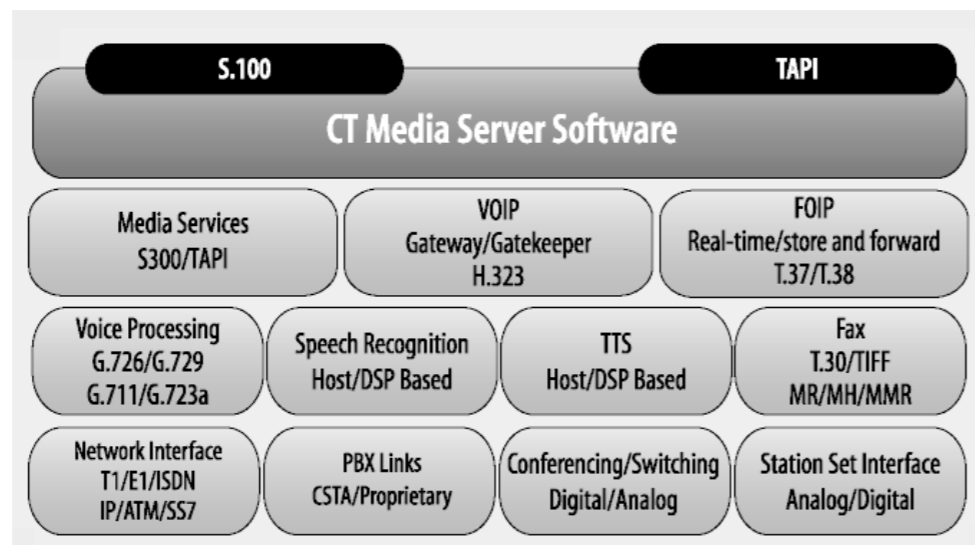 S.100
TAPI
CT Media Server Software
Media Services
S300/TAPI
VOIP
Gateway/Gatekeeper
H.323
FOIP
Real-time/store and forward
T.37/T.38
Voice Processing
G.726/G.729
G.711/G.723a
Speech Recognition
Host/DSP Based
TTS
Host/DSP Based
Fax
T.30/TIFF
MR/MH/MMR
Network Interface
T1/E1/ISDN
IP/ATM/SS7
PBX Links
CSTA/Proprietary
Conferencing/Switching
Digital/Analog
Station Set Interface
Analog/Digital